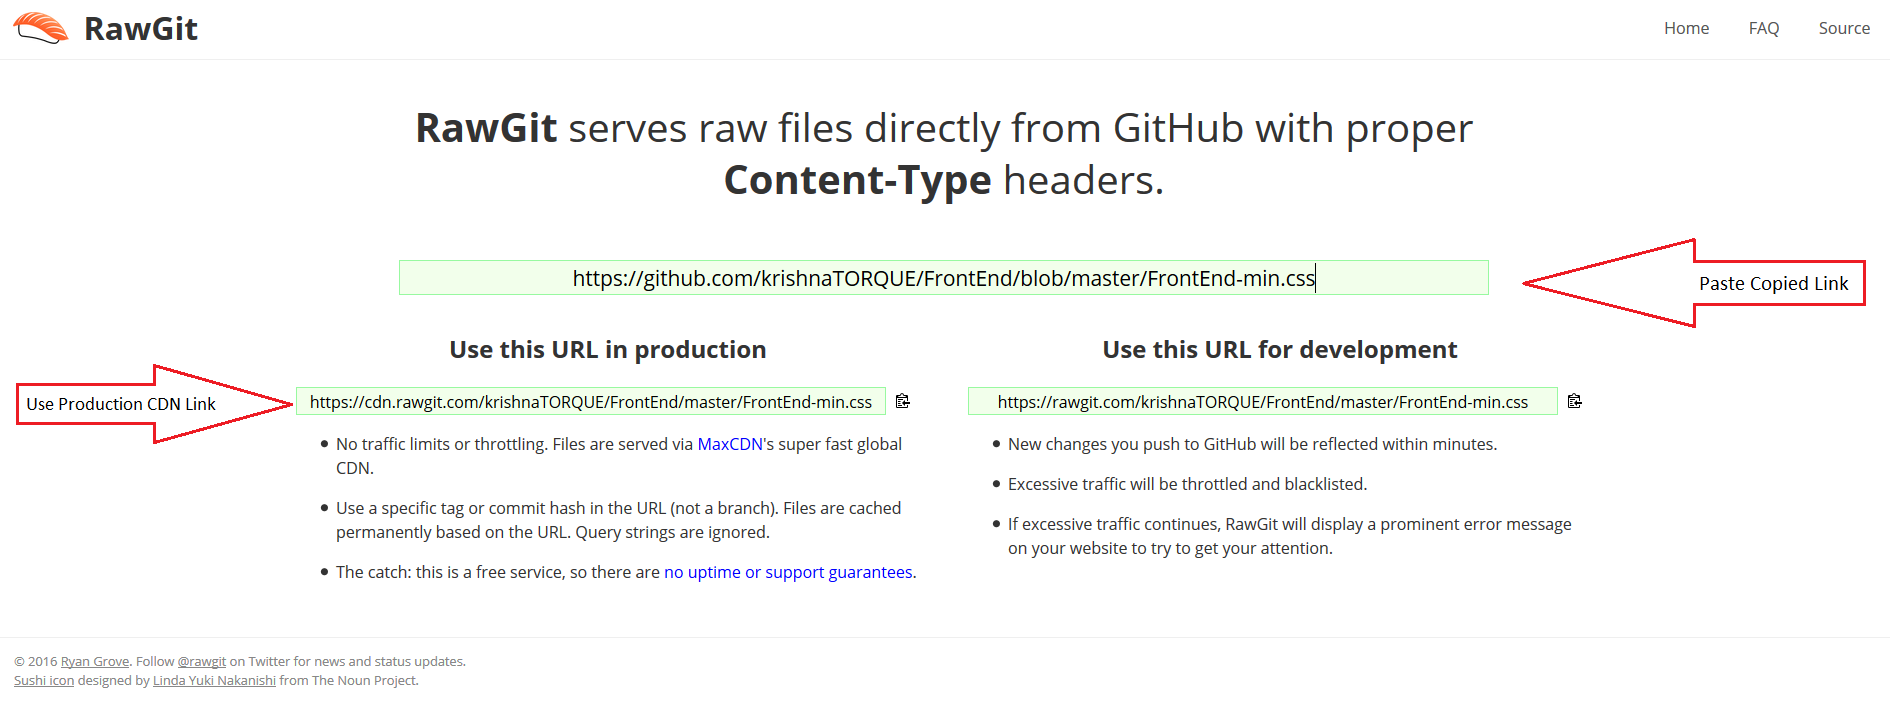 RawGit
Home FAQ Source
RawGit serves raw files directly from GitHub with proper
Content-Type headers.
https://github.com/krishnaTORQUE/FrontEnd/blob/master/FrontEnd-min.css
Paste Copied Link
Use this URL in production
Use Production CDN Link
https://cdn.rawgit.com/krishnaTORQUE/FrontEnd/master/FrontEnd-min.css
• No traffic limits or throttling. Files are served via MaxCDN's super fast global
CDN.
• Use a specific tag or commit hash in the URL (not a branch). Files are cached
permanently based on the URL. Query strings are ignored.
• The catch: this is a free service, so there are no uptime or support guarantees.
Use this URL for development
https://rawgit.com/krishnaTORQUE/FrontEnd/master/FrontEnd-min.css
• New changes you push to GitHub will be reflected within minutes.
• Excessive traffic will be throttled and blacklisted.
• If excessive traffic continues, RawGit will display a prominent error message
on your website to try to get your attention.
© 2016 Ryan Grove. Follow @rawgit on Twitter for news and status updates.
Sushi icon designed by Linda Yuki Nakanishi from The Noun Project.